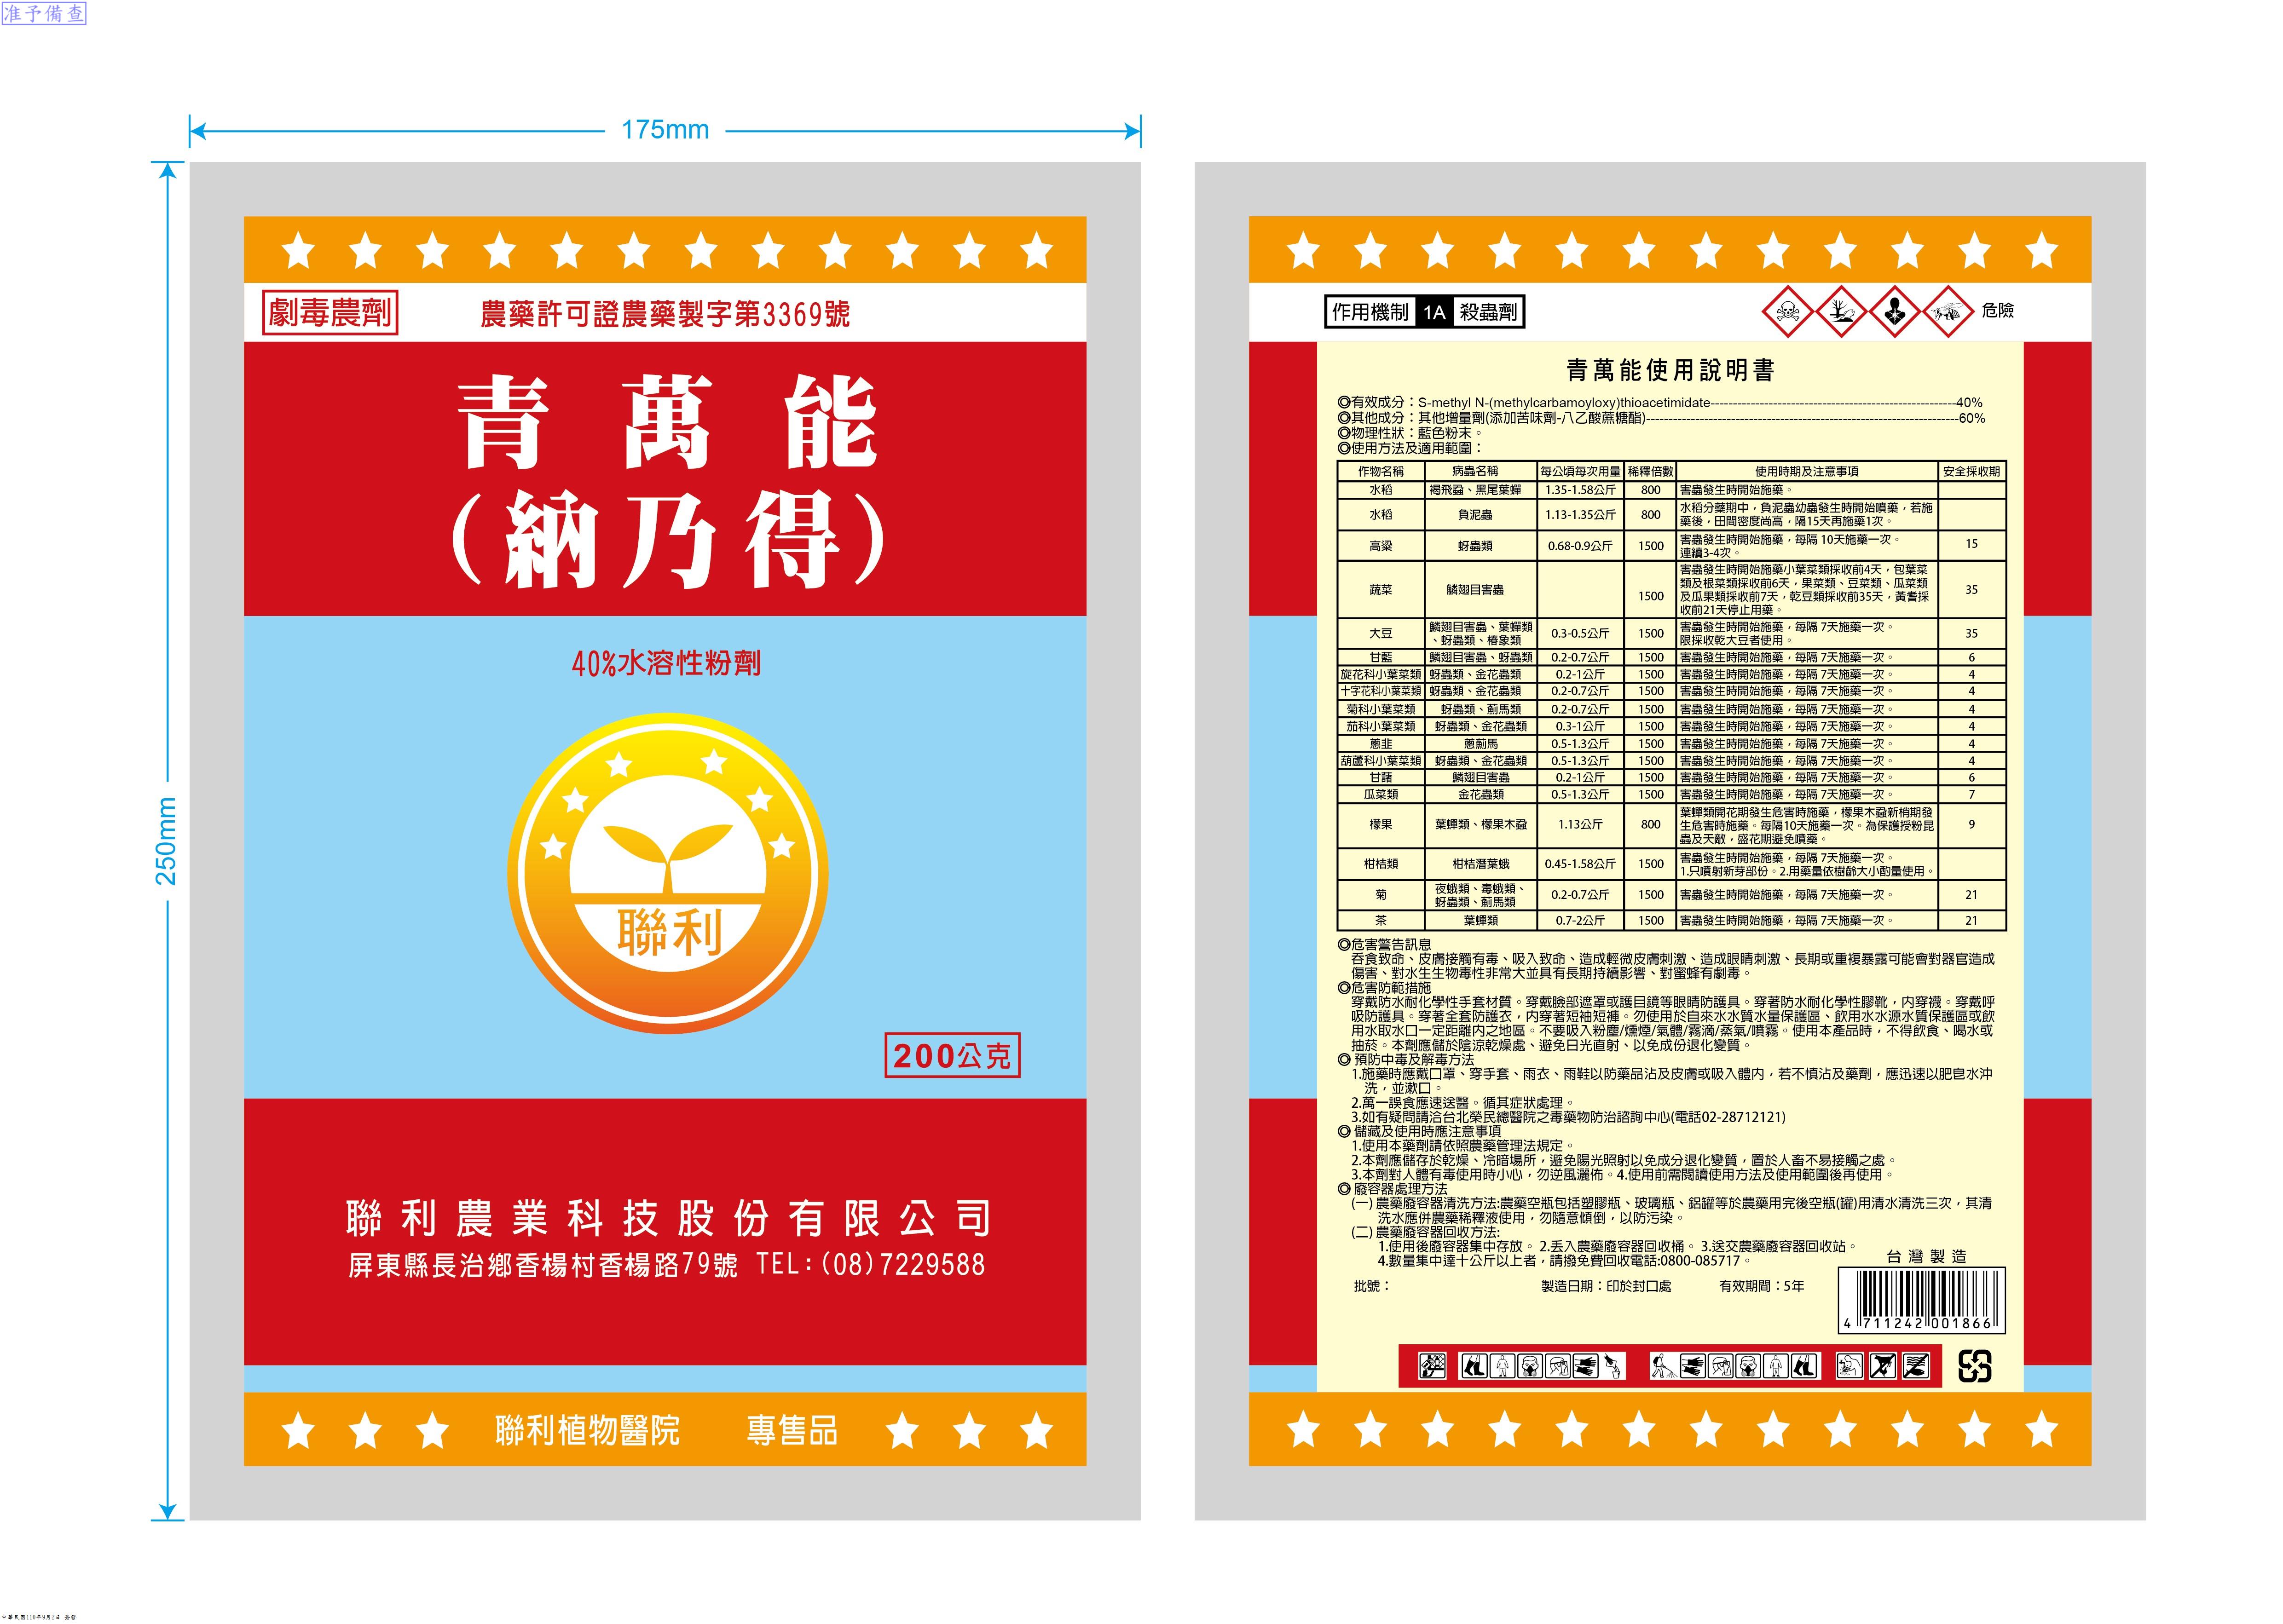 准予備查
175mm
250mm
劇毒農劑
農藥許可證農藥製字第3369號
青萬能
(納乃得)
40%水溶性粉劑
聯利
200公克
聯利農業科技股份有限公司
屏東縣長治鄉香楊村香楊路79號 TEL:(08)7229588
聯利植物醫院 專售品
作用機制 1A 殺蟲劑
危險
青萬能使用說明書
◎有效成分：S-methyl N-(methylcarbamoyloxy)thioacetimidate-----40%
◎其他成分：其他增量劑(添加苦味劑-八乙酸蔗糖酯)-----60%
◎物理性狀：藍色粉末。
◎使用方法及適用範圍：
作物名稱 病蟲名稱 每公頃每次用量 稀釋倍數 使用時期及注意事項 安全採收期
水稻 褐飛蝨、黑尾葉蟬 1.35-1.58公斤 800 害蟲發生時開始施藥。
水稻 負泥蟲 1.13-1.35公斤 800 水稻分蘗期中，負泥蟲幼蟲發生時開始噴藥，若施
藥後，田間密度尚高，隔15天再施藥1次。
高粱 蚜蟲類 0.68-0.9公斤 1500 害蟲發生時開始施藥，每隔 10天施藥一次。
連續3-4次。 15
蔬菜 鱗翅目害蟲 1500 害蟲發生時開始施藥小葉菜類採收前4天，包葉菜
類及根菜類採收前6天，果菜類、豆菜類、瓜菜類
及瓜果類採收前7天，乾豆類採收前35天，黃耆採
收前21天停止用藥。 35
大豆 鱗翅目害蟲、葉蟬類
、蚜蟲類、椿象類 0.3-0.5公斤 1500 害蟲發生時開始施藥，每隔 7天施藥一次。
限採收乾大豆者使用。 35
甘藍 鱗翅目害蟲、蚜蟲類 0.2-0.7公斤 1500 害蟲發生時開始施藥，每隔 7天施藥一次。 6
旋花科小葉菜類 蚜蟲類、金花蟲類 0.2-1公斤 1500 害蟲發生時開始施藥，每隔 7天施藥一次。 4
十字花科小葉菜類 蚜蟲類、金花蟲類 0.2-0.7公斤 1500 害蟲發生時開始施藥，每隔 7天施藥一次。 4
菊科小葉菜類 蚜蟲類、薊馬類 0.2-0.7公斤 1500 害蟲發生時開始施藥，每隔 7天施藥一次。 4
茄科小葉菜類 蚜蟲類、金花蟲類 0.3-1公斤 1500 害蟲發生時開始施藥，每隔 7天施藥一次。 4
蔥韭 蔥薊馬 0.5-1.3公斤 1500 害蟲發生時開始施藥，每隔 7天施藥一次。 4
葫蘆科小葉菜類 蚜蟲類、金花蟲類 0.5-1.3公斤 1500 害蟲發生時開始施藥，每隔 7天施藥一次。 4
甘藷 鱗翅目害蟲 0.2-1公斤 1500 害蟲發生時開始施藥，每隔 7天施藥一次。 6
瓜菜類 金花蟲類 0.5-1.3公斤 1500 害蟲發生時開始施藥，每隔 7天施藥一次。 7
檬果 葉蟬類、檬果木蝨 1.13公斤 800 葉蟬類開花期發生危害時施藥，檬果木蝨新梢期發
生危害時施藥。每隔10天施藥一次。為保護授粉昆
蟲及天敵，盛花期避免噴藥。 9
柑桔類 柑桔潛葉蛾 0.45-1.58公斤 1500 害蟲發生時開始施藥，每隔 7天施藥一次。
1.只噴射新芽部份。2.用藥量依樹齡大小酌量使用。
菊 夜蛾類、毒蛾類、
蚜蟲類、薊馬類 0.2-0.7公斤 1500 害蟲發生時開始施藥，每隔 7天施藥一次。 21
茶 葉蟬類 0.7-2公斤 1500 害蟲發生時開始施藥，每隔 7天施藥一次。 21
◎危害警告訊息
吞食致命、皮膚接觸有毒、吸入致命、造成輕微皮膚刺激、造成眼睛刺激、長期或重複暴露可能會對器官造成
傷害、對水生生物毒性非常大並具有長期持續影響、對蜜蜂有劇毒。
◎危害防範措施
穿戴防水耐化學性手套材質。穿戴臉部遮罩或護目鏡等眼睛防護具。穿著防水耐化學性膠靴，內穿襪。穿戴呼
吸防護具。穿著全套防護衣，內穿著短袖短褲。勿使用於自來水水質水量保護區、飲用水水源水質保護區或飲
用水取水口一定距離內之地區。不要吸入粉塵/燻煙/氣體/霧滴/蒸氣/噴霧。使用本產品時，不得飲食、喝水或
抽菸。本劑應儲於陰涼乾燥處、避免日光直射、以免成份退化變質。
◎ 預防中毒及解毒方法
1.施藥時應戴口罩、穿手套、雨衣、雨鞋以防藥品沾及皮膚或吸入體內，若不慎沾及藥劑，應迅速以肥皂水沖
洗，並漱口。
2.萬一誤食應速送醫。循其症狀處理。
3.如有疑問請洽台北榮民總醫院之毒藥物防治諮詢中心(電話02-28712121)
◎ 儲藏及使用時應注意事項
1.使用本藥劑請依照農藥管理法規定。
2.本劑應儲存於乾燥、冷暗場所，避免陽光照射以免成分退化變質，置於人畜不易接觸之處。
3.本劑對人體有毒使用時小心，勿逆風灑佈。4.使用前需閱讀使用方法及使用範圍後再使用。
◎ 廢容器處理方法
(一) 農藥廢容器清洗方法:農藥空瓶包括塑膠瓶、玻璃瓶、鋁罐等於農藥用完後空瓶(罐)用清水清洗三次，其清
洗水應併農藥稀釋液使用，勿隨意傾倒，以防污染。
(二) 農藥廢容器回收方法:
1.使用後廢容器集中存放。 2.丟入農藥廢容器回收桶。 3.送交農藥廢容器回收站。
4.數量集中達十公斤以上者，請撥免費回收電話:0800-085717。
台灣製造
批號： 製造日期：印於封口處 有效期間：5年
4 711242 001866
中華民國110年9月2日 簽發